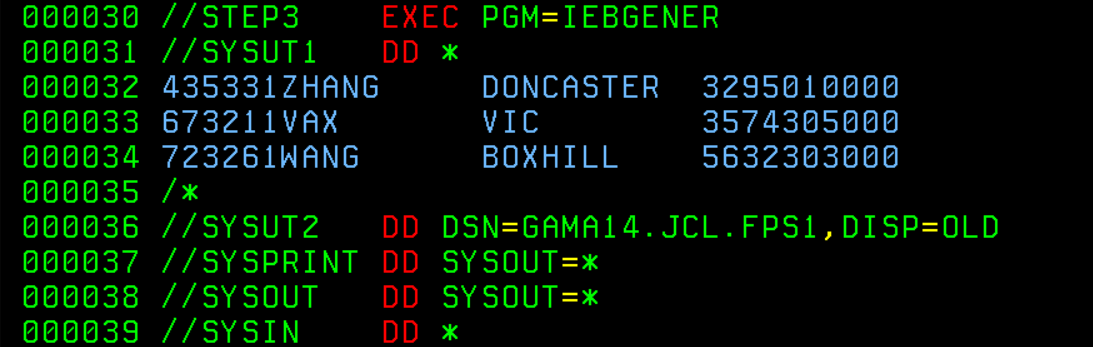 000030 //STEP3    EXEC PGM=IEBGENER
000031 //SYSUT1   DD *
000032 435331ZHANG     DONCASTER  3295010000
000033 673211VAX       VIC        3574305000
000034 723261WANG      BOXHILL    5632303000
000035 /*
000036 //SYSUT2   DD DSN=GAMA14.JCL.FPS1,DISP=OLD
000037 //SYSPRINT DD SYSOUT=*
000038 //SYSOUT   DD SYSOUT=*
000039 //SYSIN    DD *